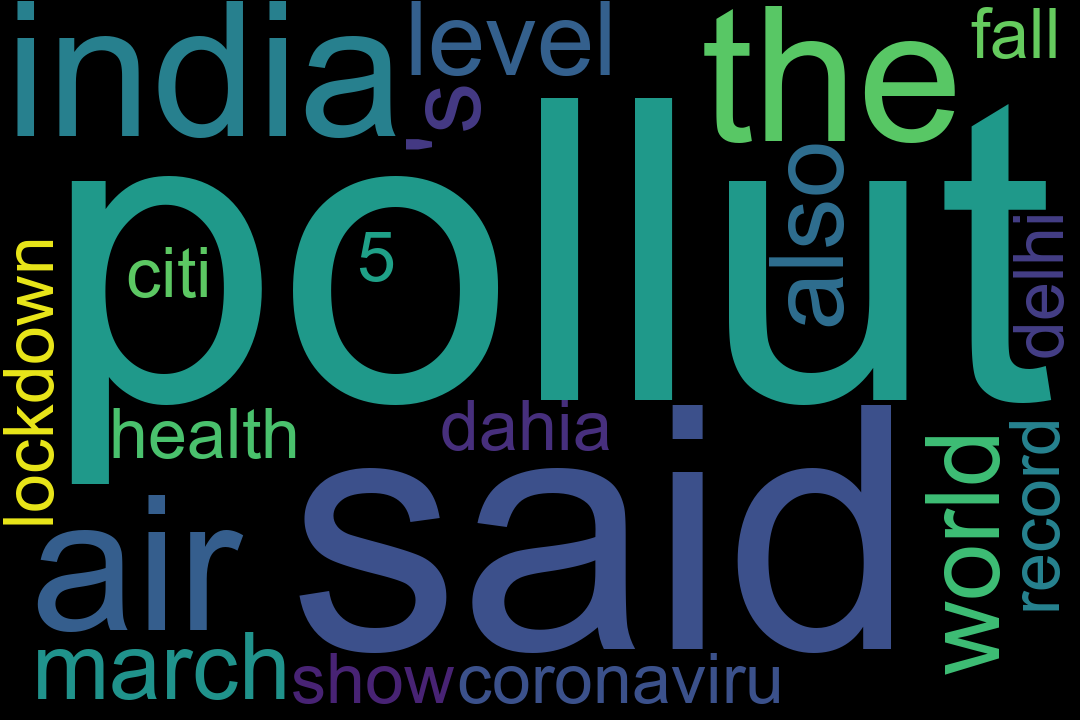 india
level
the
fall
's
pollut
also
delhi
citi
5
lockdown
health
dahia
said
world
record
air
march
show
coronaviru